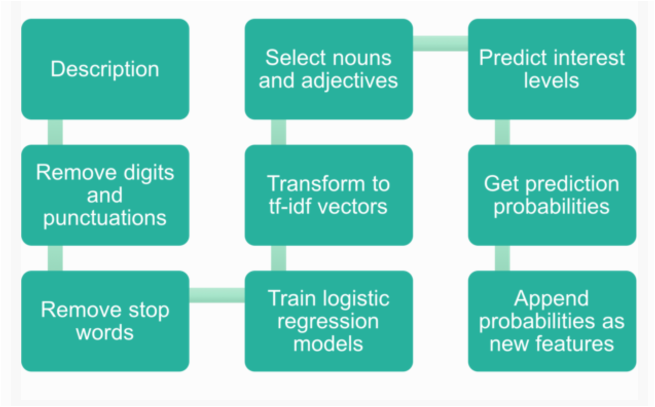 Description
Remove digits
and
punctuations
Remove stop
words
Select nouns
and adjectives
Transform to
tf-idf vectors
Train logistic
regression
models
Predict interest
levels
Get prediction
probabilities
Append
probabilities as
new features